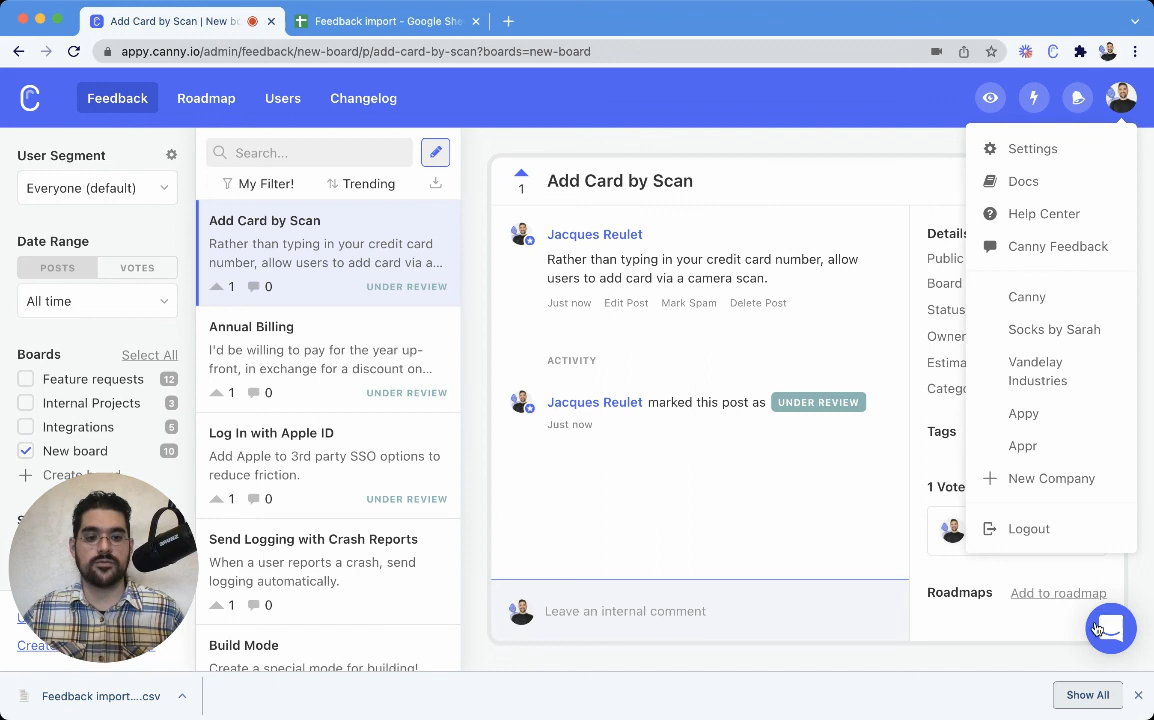 Add Card by Scan | New bo
Feedback import - Google She
appy.canny.io/admin/feedback/new-board/p/add-card-by-scan?boards=new-board
Feedback
Roadmap
Users
Changelog
User Segment
Everyone (default)
Date Range
POSTS
VOTES
All time
Boards
Select All
Feature requests 12
Internal Projects 3
Integrations 5
New board 10
Create board
Search...
My Filter!
Trending
Add Card by Scan
Rather than typing in your credit card
number, allow users to add card via a...
1 0 UNDER REVIEW
Annual Billing
I'd be willing to pay for the year up-
front, in exchange for a discount on...
1 0 UNDER REVIEW
Log In with Apple ID
Add Apple to 3rd party SSO options to
reduce friction.
1 0 UNDER REVIEW
Send Logging with Crash Reports
When a user reports a crash, send
logging automatically.
1 0
Build Mode
Create a special mode for building!
1
Add Card by Scan
Jacques Reulet
Rather than typing in your credit card number, allow
users to add card via a camera scan.
Just now Edit Post Mark Spam Delete Post
ACTIVITY
Jacques Reulet marked this post as UNDER REVIEW
Just now
Leave an internal comment
Details
Public
Board
Status
Owner
Estima
Catego
Tags
1 Vote
Roadmaps Add to roadmap
Settings
Docs
Help Center
Canny Feedback
Canny
Socks by Sarah
Vandelay
Industries
Appy
Appr
New Company
Logout
Feedback import....csv
Show All